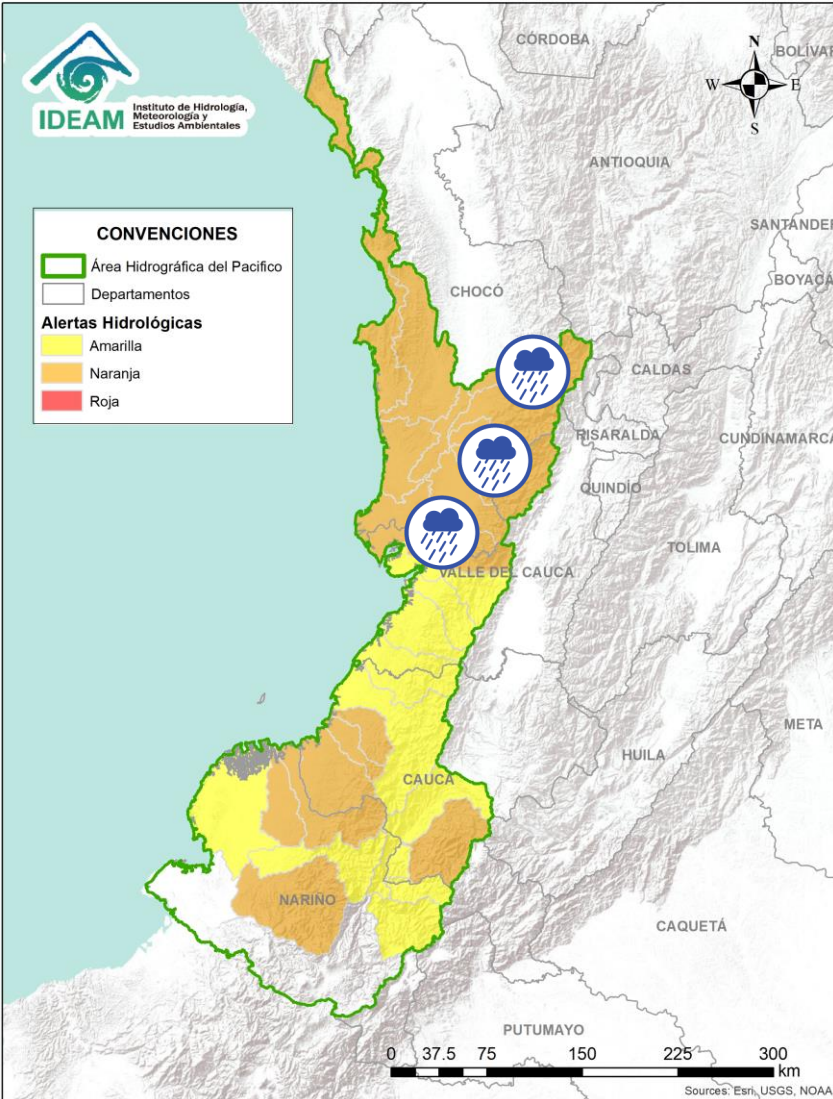 IDEAM
Instituto de Hidrología,
Meteorología y
Estudios Ambientales
N
W E
S
CÓRDOBA
BOLÍVAR
ANTIOQUIA
SANTANDER
BOYACÁ
CHOCÓ
CONVENCIONES
Área Hidrográfica del Pacifico
Departamentos
Alertas Hidrológicas
Amarilla
Naranja
Roja
CALDAS
RISARALDA
CUNDINAMARCA
QUINDÍO
TOLIMA
VALLE DEL CAUCA
META
HUILA
CAUCA
NARIÑO
CAQUETÁ
PUTUMAYO
0 37.5 75 150 225 300
km
Sources: Esri, USGS, NOAA